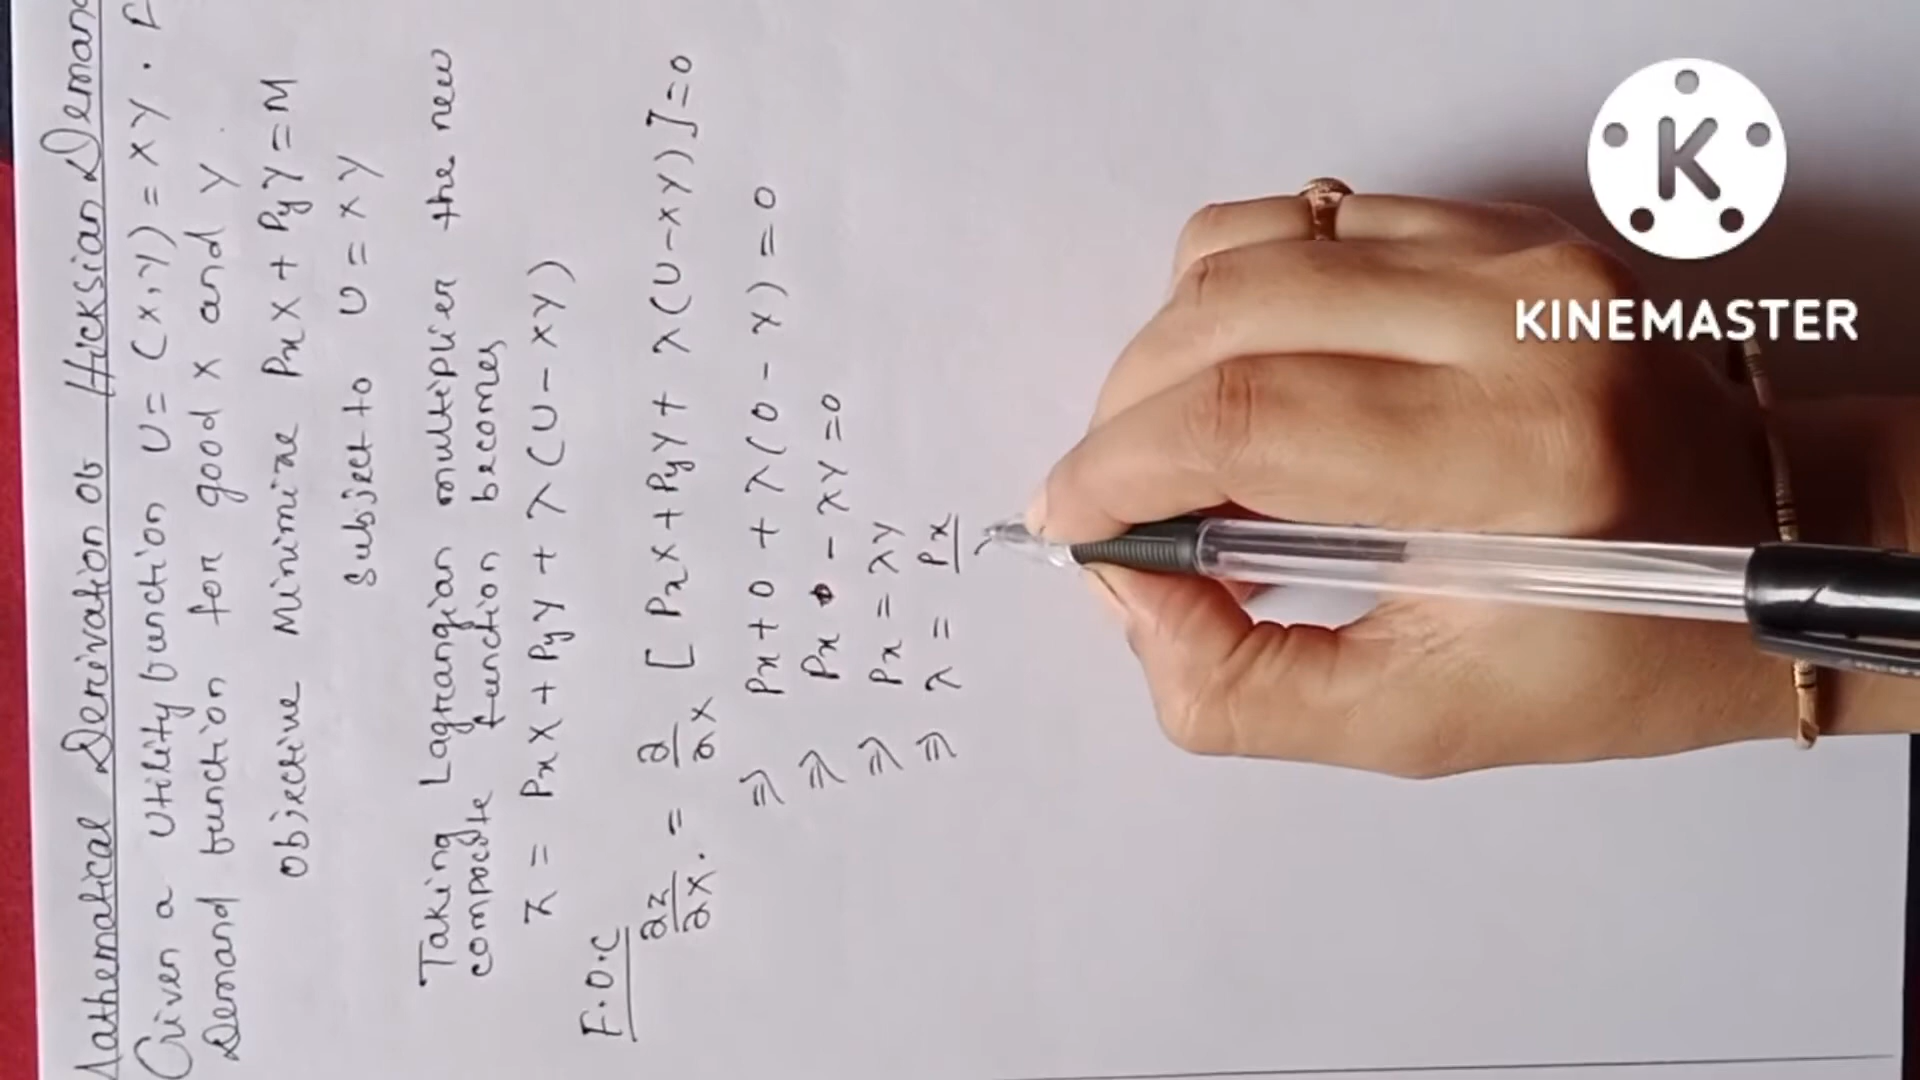 Mathematical Derivation of Hicksian Demand
Given a utility function U = (x,y) = xy .
Demand function for good x and y.
objective minimize Pxx + Pyy = M
Subject to U = xy
Taking Lagrangian multiplier the new
composite function becomes
Z = Pxx + Pyy + λ(U - xy)
F.O.C
∂z/∂x. = ∂/∂x [Pxx + Pyy + λ(U - xy)] = 0
⇒ Px + 0 + λ(0 - y) = 0
⇒ Px - λy = 0
⇒ Px = λy
⇒ λ = Px
KINEMASTER
K